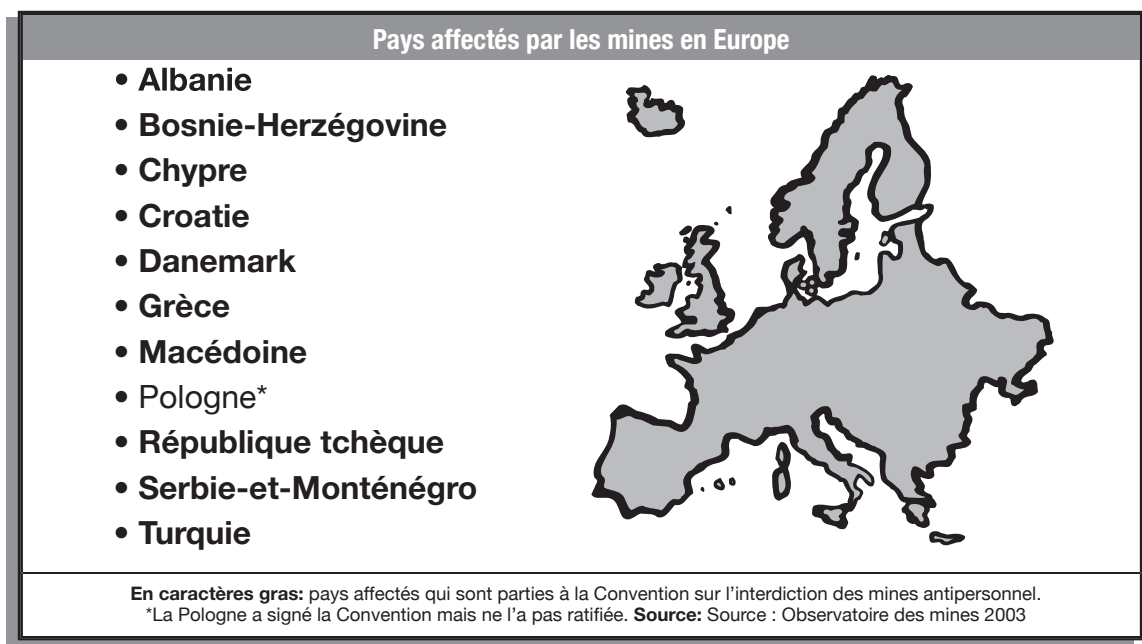 Pays affectés par les mines en Europe
• Albanie
• Bosnie-Herzégovine
• Chypre
• Croatie
• Danemark
• Grèce
• Macédoine
• Pologne*
• République tchèque
• Serbie-et-Monténégro
• Turquie
En caractères gras: pays affectés qui sont parties à la Convention sur l’interdiction des mines antipersonnel.
*La Pologne a signé la Convention mais ne l’a pas ratifiée. Source: Source : Observatoire des mines 2003